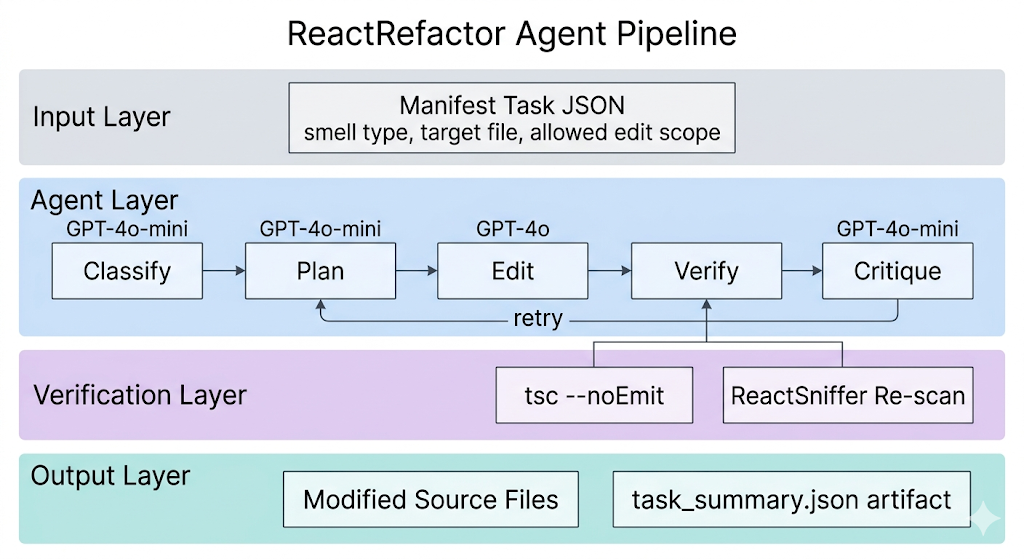 ReactRefactor Agent Pipeline
Input Layer
Manifest Task JSON
smell type, target file, allowed edit scope
Agent Layer
GPT-4o-mini
GPT-4o-mini
GPT-4o
GPT-4o-mini
Classify
Plan
Edit
Verify
Critique
retry
Verification Layer
tsc --noEmit
ReactSniffer Re-scan
Output Layer
Modified Source Files
task_summary.json artifact